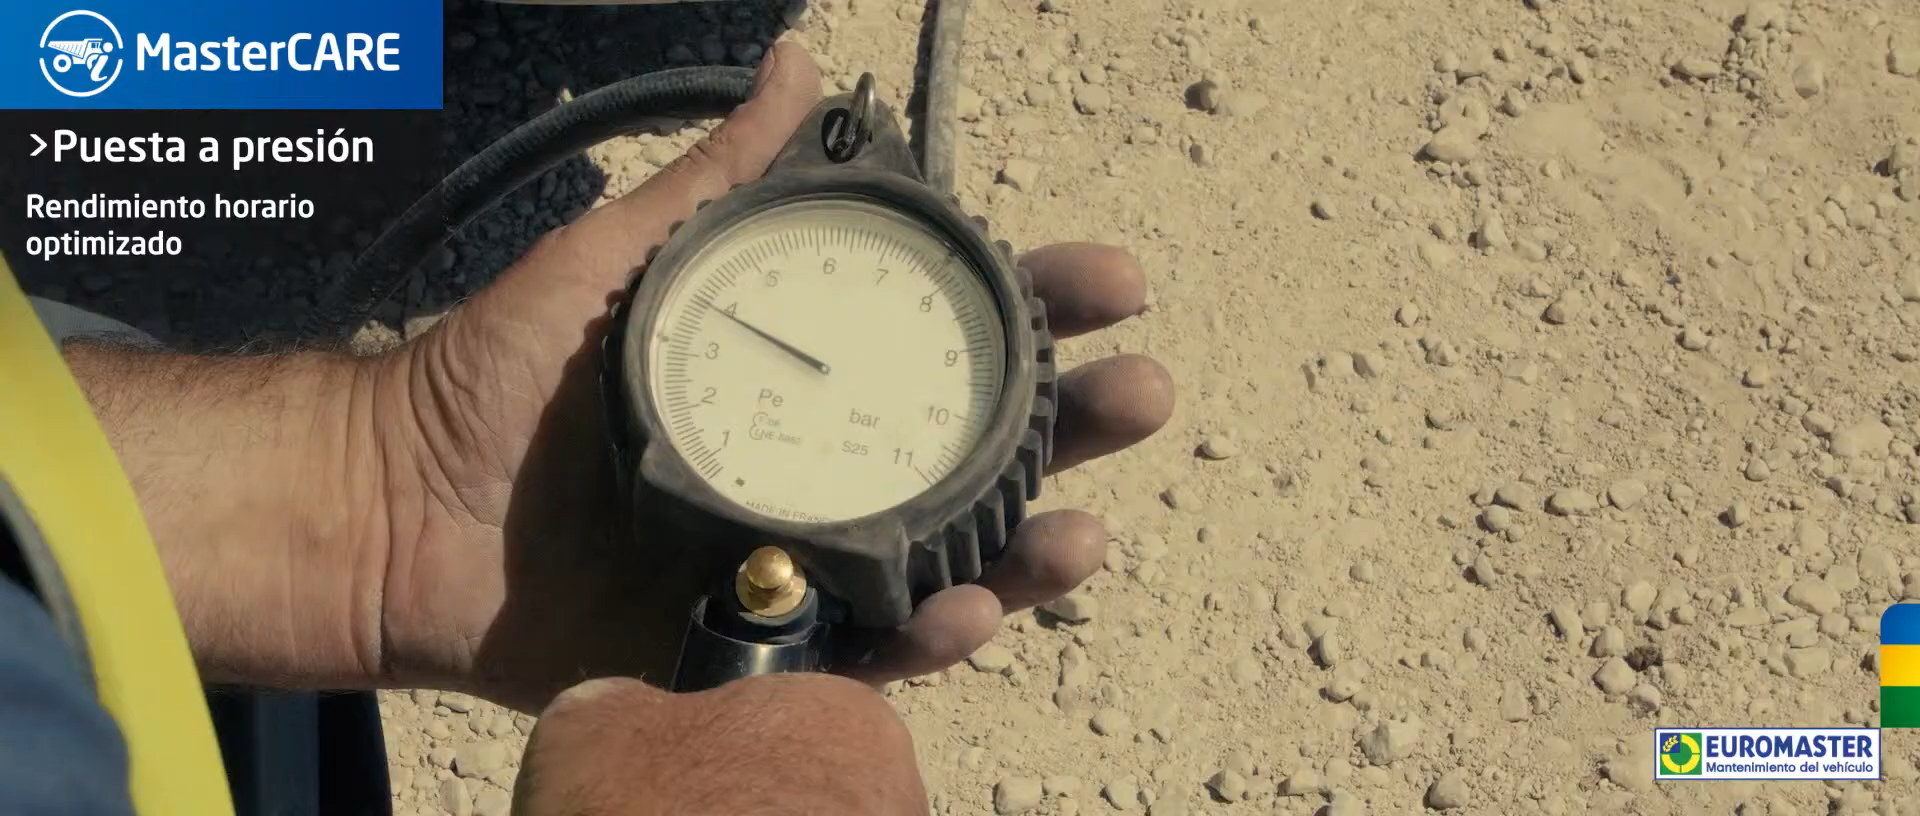 MasterCARE
>Puesta a presión
Rendimiento horario
optimizado
5
6
7
4
8
3
9
2
Pe
bar
10
1
S25
11
MADE IN FRANC
EUROMASTER
Mantenimiento del vehículo